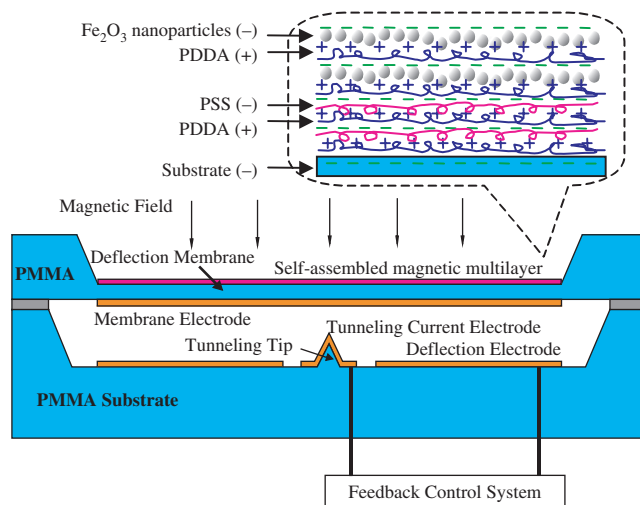 Fe₂O₃ nanoparticles (–)
PDDA (+)
PSS (–)
PDDA (+)
Substrate (–)
Magnetic Field
Deflection Membrane
PMMA
Self-assembled magnetic multilayer
Membrane Electrode
Tunneling Current Electrode
Tunneling Tip
Deflection Electrode
PMMA Substrate
Feedback Control System